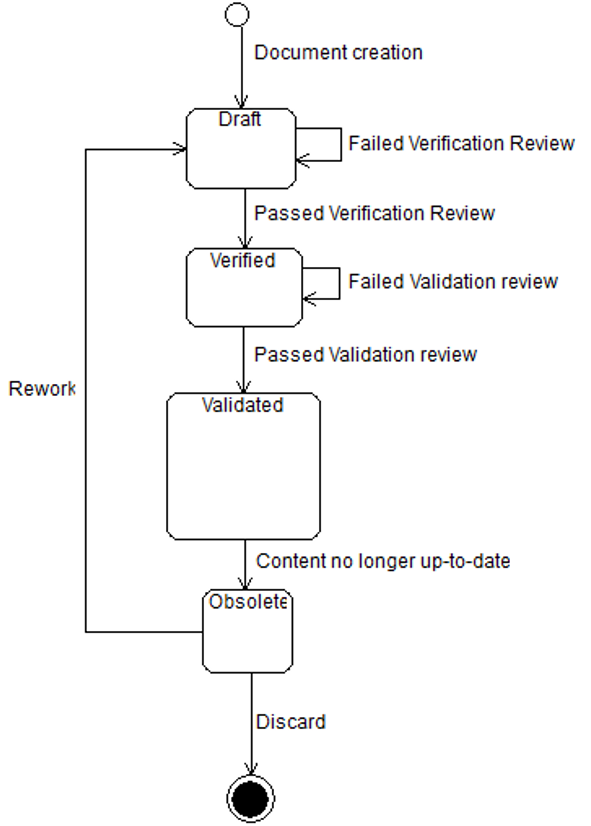 Document creation
Draft
Failed Verification Review
Passed Verification Review
Verified
Failed Validation review
Passed Validation review
Rework
Validated
Content no longer up-to-date
Obsolete
Discard